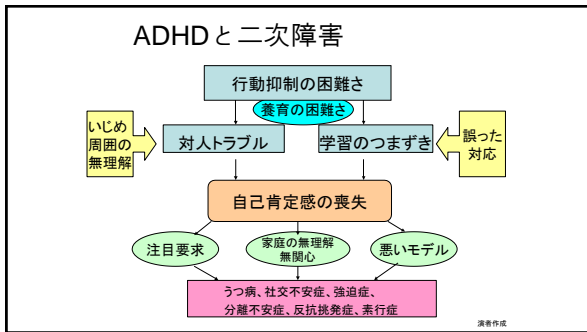 ADHDと二次障害
行動抑制の困難さ
養育の困難さ
いじめ
周囲の
無理解
対人トラブル
学習のつまずき
誤った
対応
自己肯定感の喪失
注目要求
家庭の無理解
無関心
悪いモデル
うつ病、社交不安症、強迫症、
分離不安症、反抗挑発症、素行症
演者作成